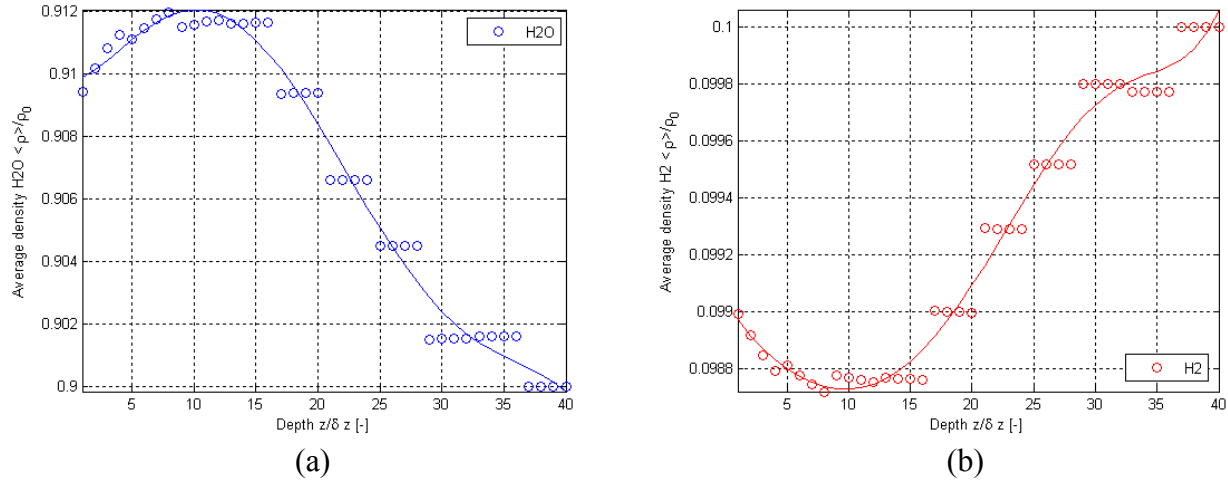 0.912
0.91
0.908
0.906
0.904
0.902
0.9
5 10 15 20 25 30 35 40
Average density H2O < ρ>/ρ0
Depth z/δ z [-]
H2O
(a)
0.1
0.0998
0.0996
0.0994
0.0992
0.099
0.0988
5 10 15 20 25 30 35 40
Average density H2 < ρ>/ρ0
Depth z/δ z [-]
H2
(b)